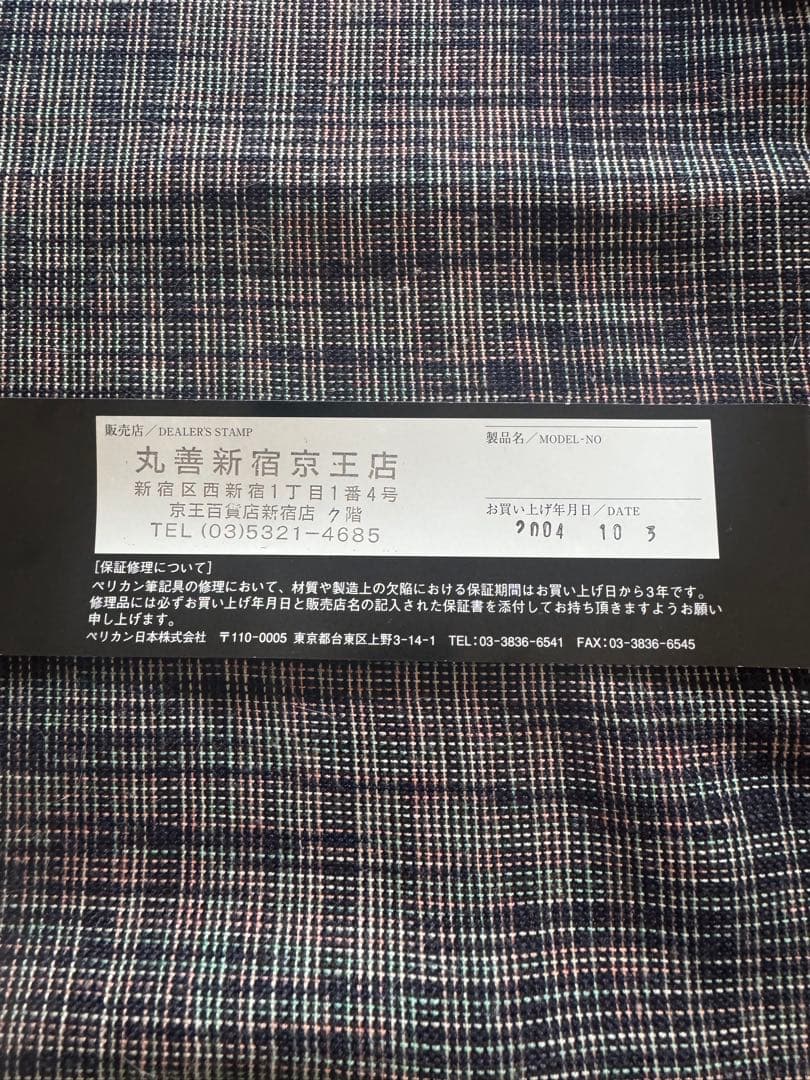 販売店/DEALER'S STAMP
丸善新宿京王店
新宿区西新宿1丁目1番4号
京王百貨店新宿店 7階
TEL (03)5321-4685
製品名/MODEL-NO
お買い上げ年月日/DATE
2004 10 3
[保証修理について]
ペリカン筆記具の修理において、材質や製造上の欠陥における保証期間はお買い上げ日から3年です。
修理品には必ずお買い上げ年月日と販売店名の記入された保証書を添付してお持ち頂きますようお願い
申し上げます。
ペリカン日本株式会社 〒110-0005 東京都台東区上野3-14-1 TEL:03-3836-6541 FAX:03-3836-6545